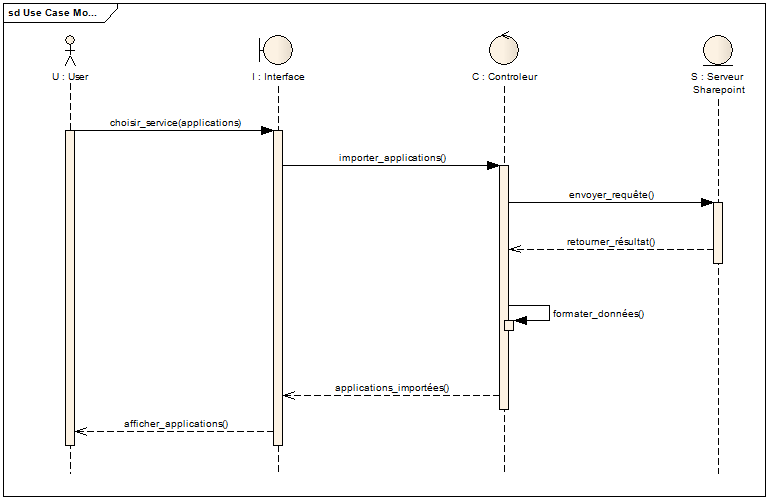 sd Use Case Mo...
U : User
I : Interface
C : Controleur
S : Serveur
Sharepoint
choisir_service(applications)
importer_applications()
envoyer_requête()
retourner_résultat()
formater_données()
applications_importées()
afficher_applications()